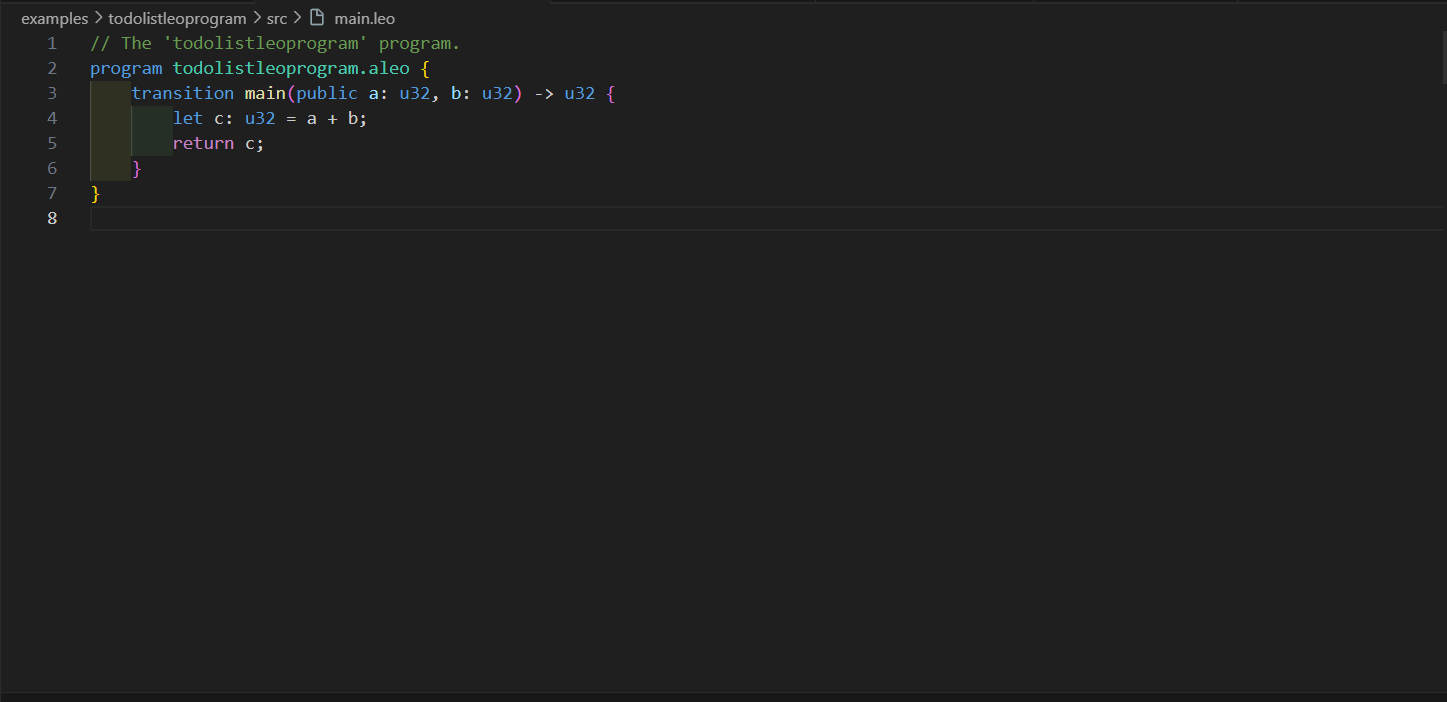 examples > todolistleoprogram > src > main.leo
1 // The 'todolistleoprogram' program.
2 program todolistleoprogram.aleo {
3     transition main(public a: u32, b: u32) -> u32 {
4         let c: u32 = a + b;
5         return c;
6     }
7 }
8